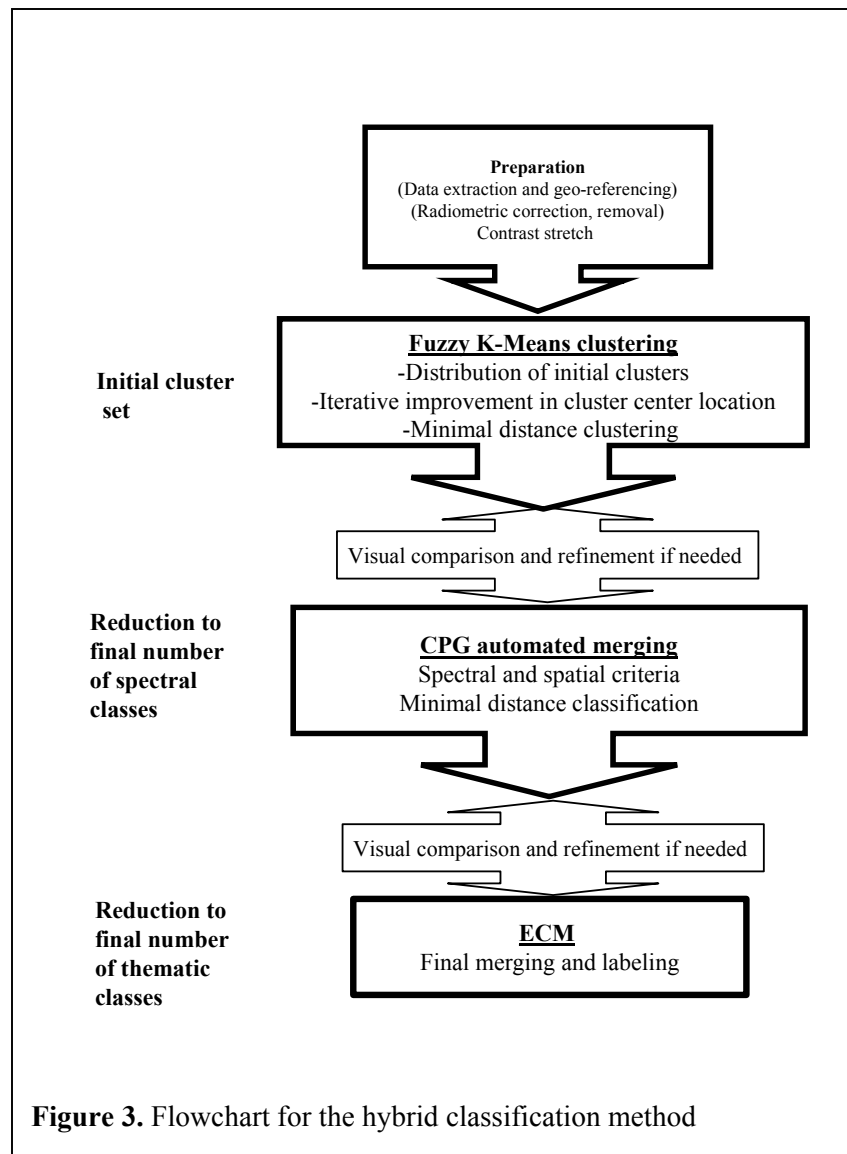 Preparation
(Data extraction and geo-referencing)
(Radiometric correction, removal)
Contrast stretch
Initial cluster
set
Fuzzy K-Means clustering
-Distribution of initial clusters
-Iterative improvement in cluster center location
-Minimal distance clustering
Visual comparison and refinement if needed
Reduction to
final number
of spectral
classes
CPG automated merging
Spectral and spatial criteria
Minimal distance classification
Visual comparison and refinement if needed
Reduction to
final number
of thematic
classes
ECM
Final merging and labeling
Figure 3. Flowchart for the hybrid classification method